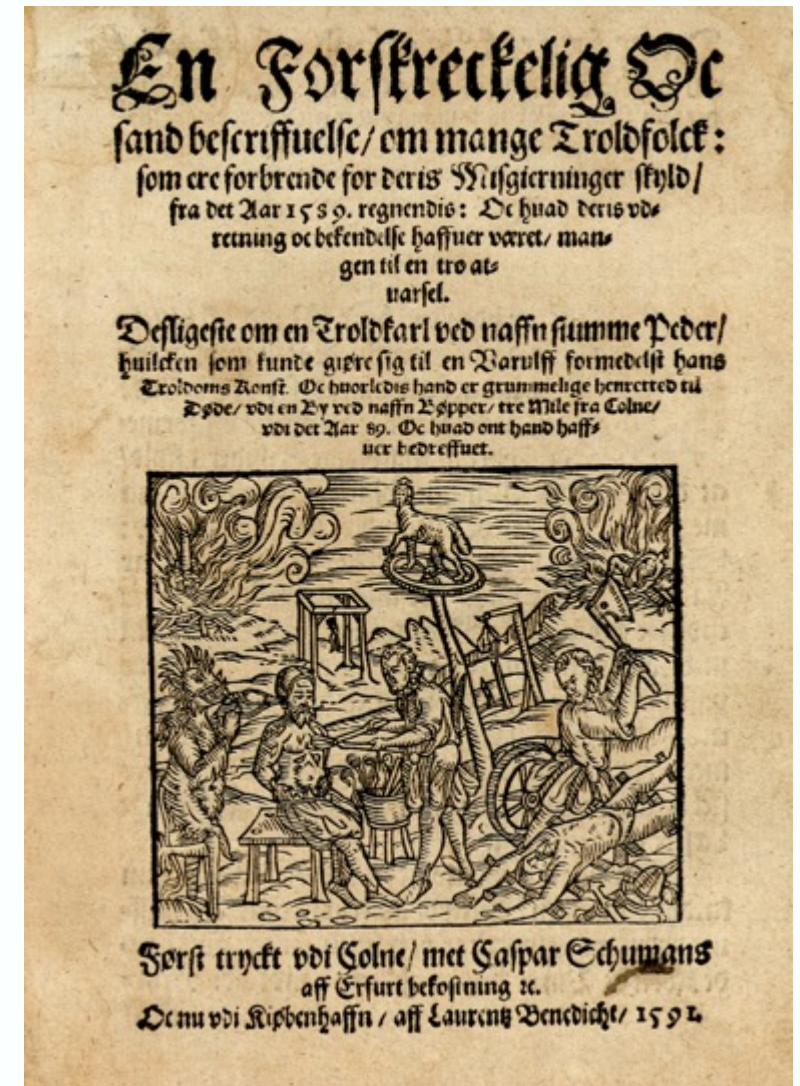 En Forskreckelig Oc
sand bescriffuelse/ om mange Troldfolck:
som ere forbrende for deris Misgierninger skyld/
fra det Aar 1589. regnendis: Oc huad deris vd⸗
retning oc bekendelse haffuer været/ man⸗
gen til en tro at⸗
uarsel.
Desligeste om en Troldkarl ved naffn stumme Peder/
huilcken som kunde giøre sig til en Varulff formedelst hans
Troldoms Konst. Oc huorledis hand er grummelige henretted til
Døde/ vdi en By ved naffn Bøpper/ tre Mile fra Colne/
vdi det Aar 89. Oc huad ont hand haff⸗
uer bedreffuet.
Først tryckt vdi Colne/ met Caspar Schumans
aff Erfurt bekostning ꝛc.
Oc nu vdi Kiøbenhaffn/ aff Laurentz Benedicht/ 1591.